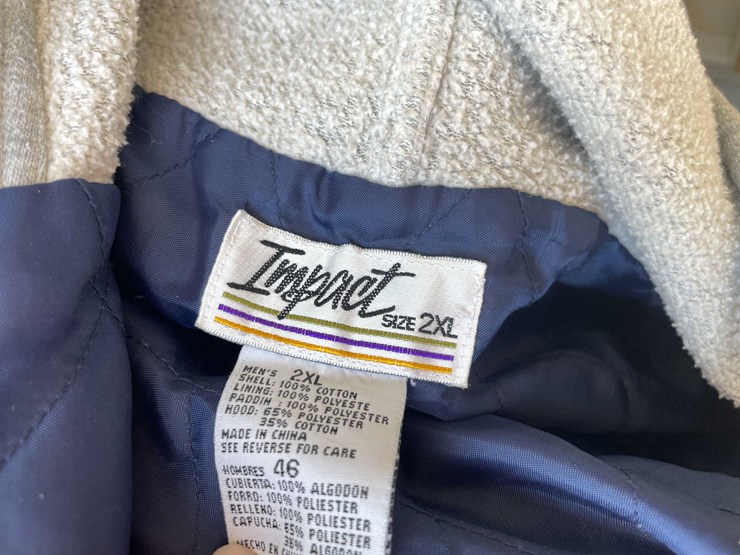 Impact
SIZE 2XL
MEN'S 2XL
SHELL: 100% COTTON
LINING: 100% POLYESTE
PADDIN : 100% POLYESTER
HOOD: 65% POLYESTER
35% COTTON
MADE IN CHINA
SEE REVERSE FOR CARE
HOMBRES 46
CUBIERTA: 100% ALGODON
FORRO: 100% POLIESTER
RELLENO: 100% POLIESTER
CAPUCHA: 65% POLIESTER
35% ALGODON
HECHO EN